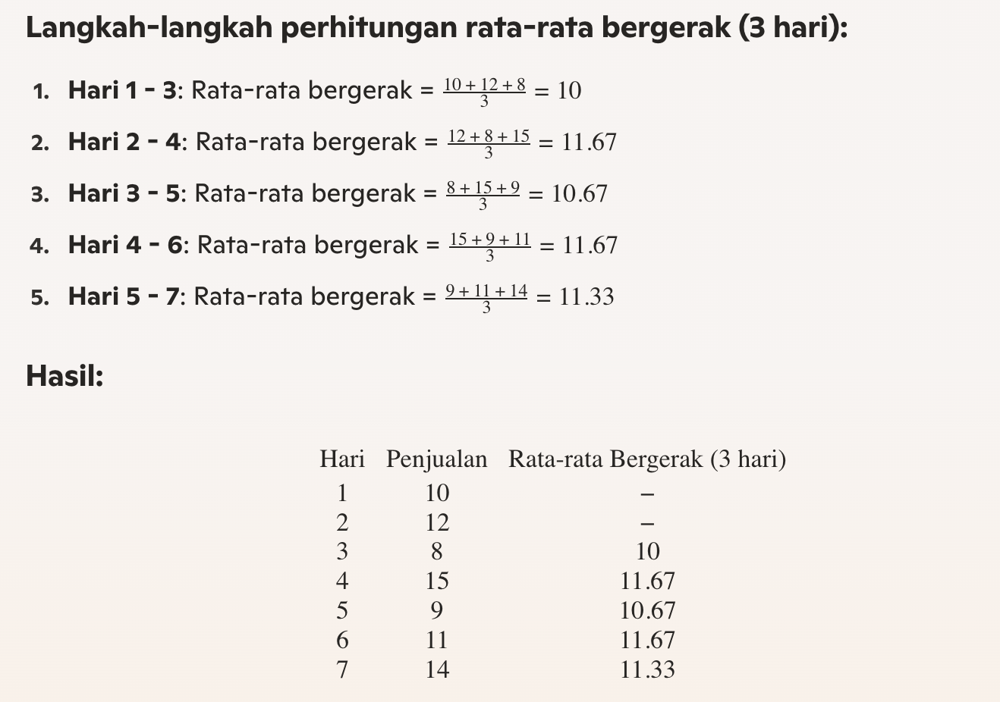 Langkah-langkah perhitungan rata-rata bergerak (3 hari):
1. Hari 1 - 3: Rata-rata bergerak = (10 + 12 + 8)/3 = 10
2. Hari 2 - 4: Rata-rata bergerak = (12 + 8 + 15)/3 = 11.67
3. Hari 3 - 5: Rata-rata bergerak = (8 + 15 + 9)/3 = 10.67
4. Hari 4 - 6: Rata-rata bergerak = (15 + 9 + 11)/3 = 11.67
5. Hari 5 - 7: Rata-rata bergerak = (9 + 11 + 14)/3 = 11.33
Hasil:
Hari Penjualan Rata-rata Bergerak (3 hari)
1 10 –
2 12 –
3 8 10
4 15 11.67
5 9 10.67
6 11 11.67
7 14 11.33